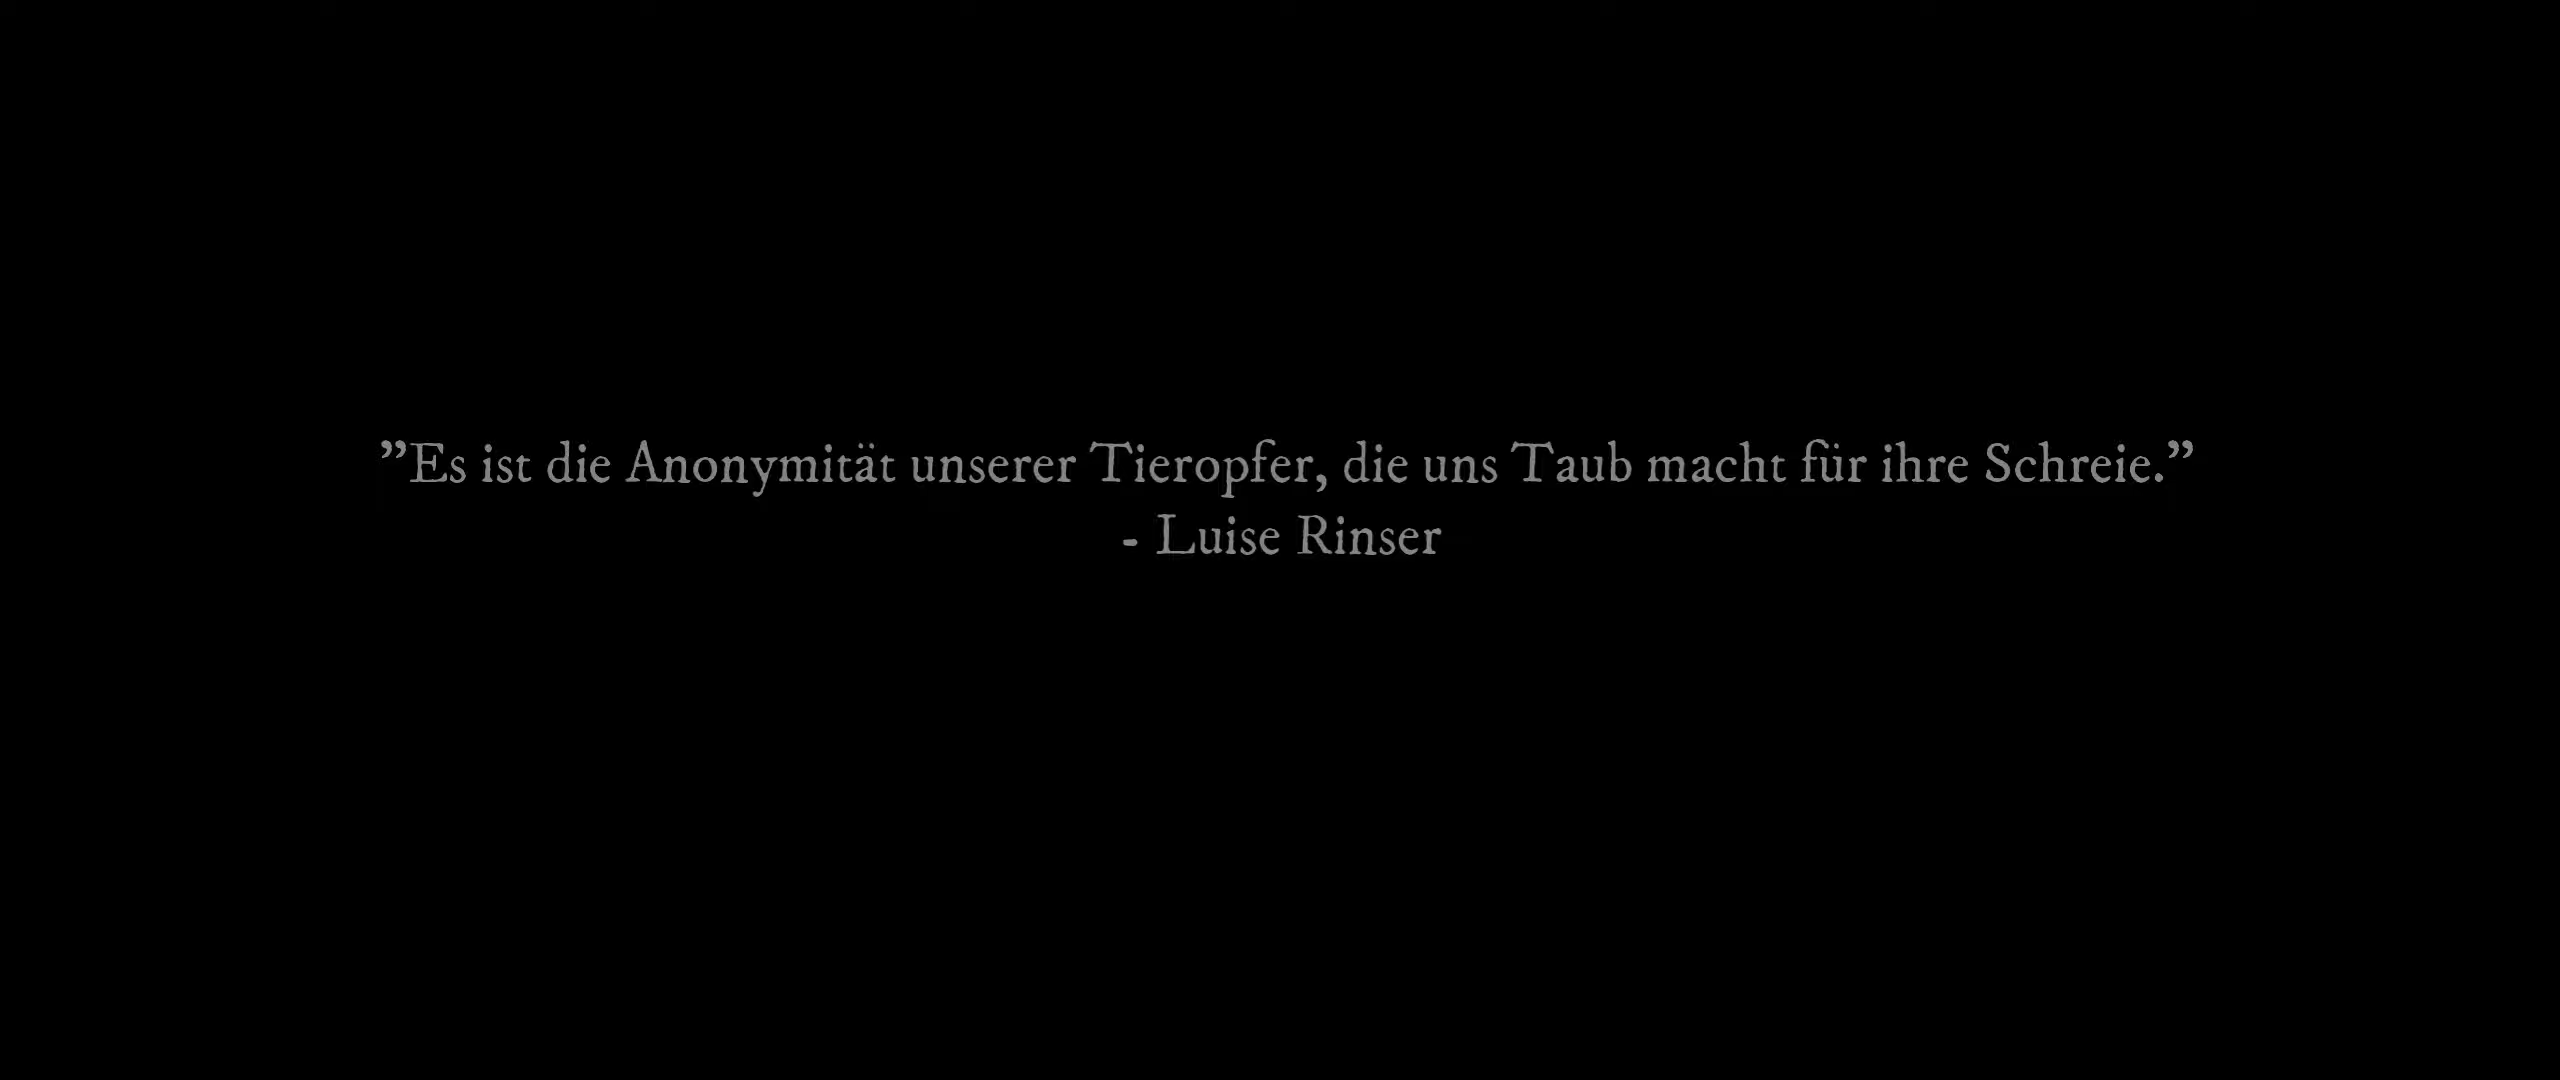 ”Es ist die Anonymität unserer Tieropfer, die uns Taub macht für ihre Schreie.”
- Luise Rinser